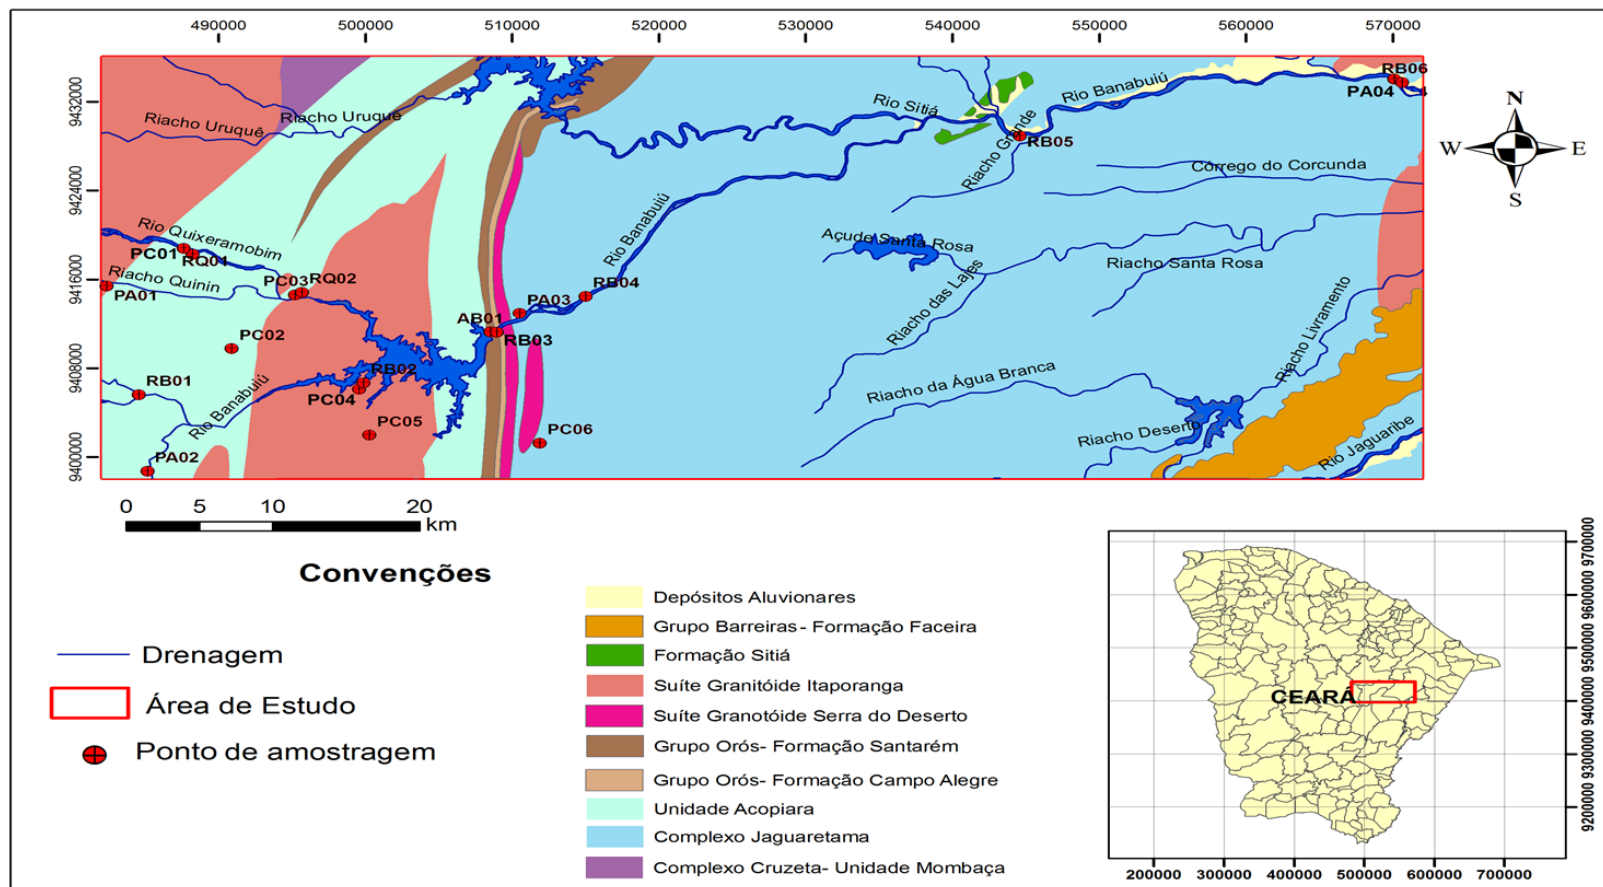 490000 500000 510000 520000 530000 540000 550000 560000 570000
9432000
9424000
9416000
9408000
9400000
Riacho Uruquê
Riacho Uruquê
Rio Sitiá
Rio Banabuiú
RB06
PA04
Riacho Grande
RB05
Córrego do Corcunda
Rio Quixeramobim
PC01
RQ01
Riacho Quinin
PA01
PC03
RQ02
Rio Banabuiú
Açude Santa Rosa
Riacho Santa Rosa
Riacho das Lajes
Riacho Livramento
PA03
RB04
AB01
RB03
PC02
RB01
RB02
Rio Banabuiú
PC04
PC05
PC06
PA02
Riacho da Água Branca
Riacho Deserto
Rio Jaguaribe
N
W E
S
0 5 10 20
km
Convenções
Drenagem
Área de Estudo
Ponto de amostragem
Depósitos Aluvionares
Grupo Barreiras- Formação Faceira
Formação Sitiá
Suíte Granitóide Itaporanga
Suíte Granotóide Serra do Deserto
Grupo Orós- Formação Santarém
Grupo Orós- Formação Campo Alegre
Unidade Acopiara
Complexo Jaguaretama
Complexo Cruzeta- Unidade Mombaça
CEARÁ
9700000
9600000
9500000
9400000
9300000
9200000
200000 300000 400000 500000 600000 700000